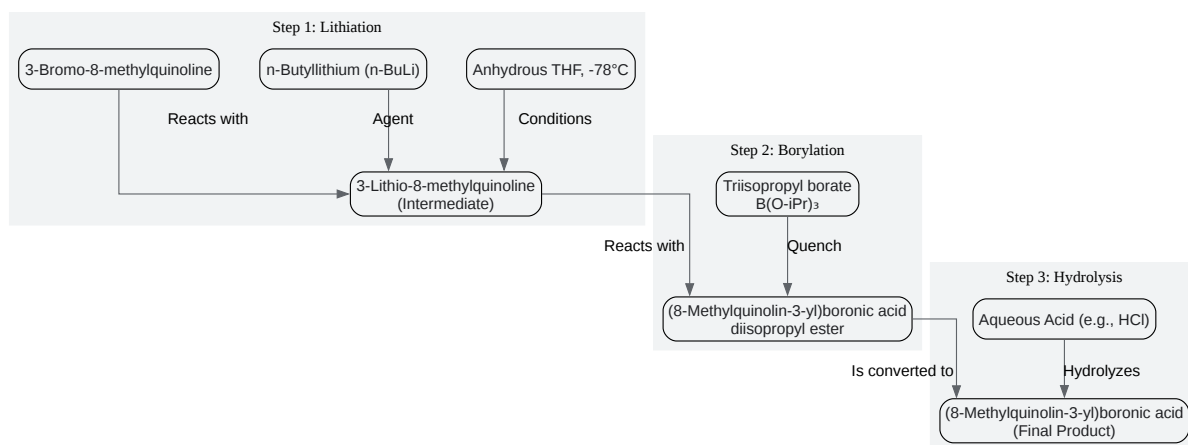 Step 1: Lithiation
3-Bromo-8-methylquinoline
n-Butyllithium (n-BuLi)
Anhydrous THF, -78°C
Reacts with
Agent
Conditions
3-Lithio-8-methylquinoline
(Intermediate)
Step 2: Borylation
Triisopropyl borate
B(O-iPr)₃
Reacts with
Quench
(8-Methylquinolin-3-yl)boronic acid
diisopropyl ester
Step 3: Hydrolysis
Aqueous Acid (e.g., HCl)
Is converted to
Hydrolyzes
(8-Methylquinolin-3-yl)boronic acid
(Final Product)